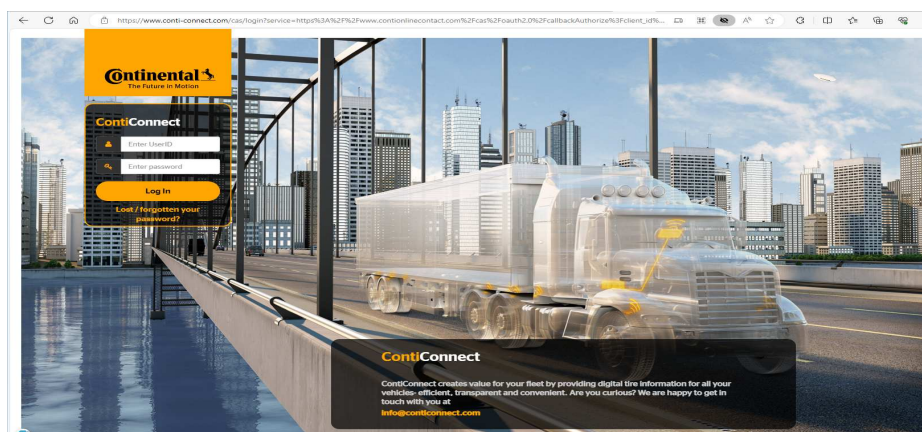 https://www.conti-connect.com/cas/login?service=https%3A%2F%2Fwww.contionlinecontact.com%2Fcas%2Foauth2.0%2FcallbackAuthorize%3Fclient_id%...
Continental
The Future in Motion
ContiConnect
Enter UserID
Enter password
Log In
Lost / forgotten your
password?
ContiConnect
ContiConnect creates value for your fleet by providing digital tire information for all your
vehicles- efficient, transparent and convenient. Are you curious? We are happy to get in
touch with you at
Info@conticonnect.com